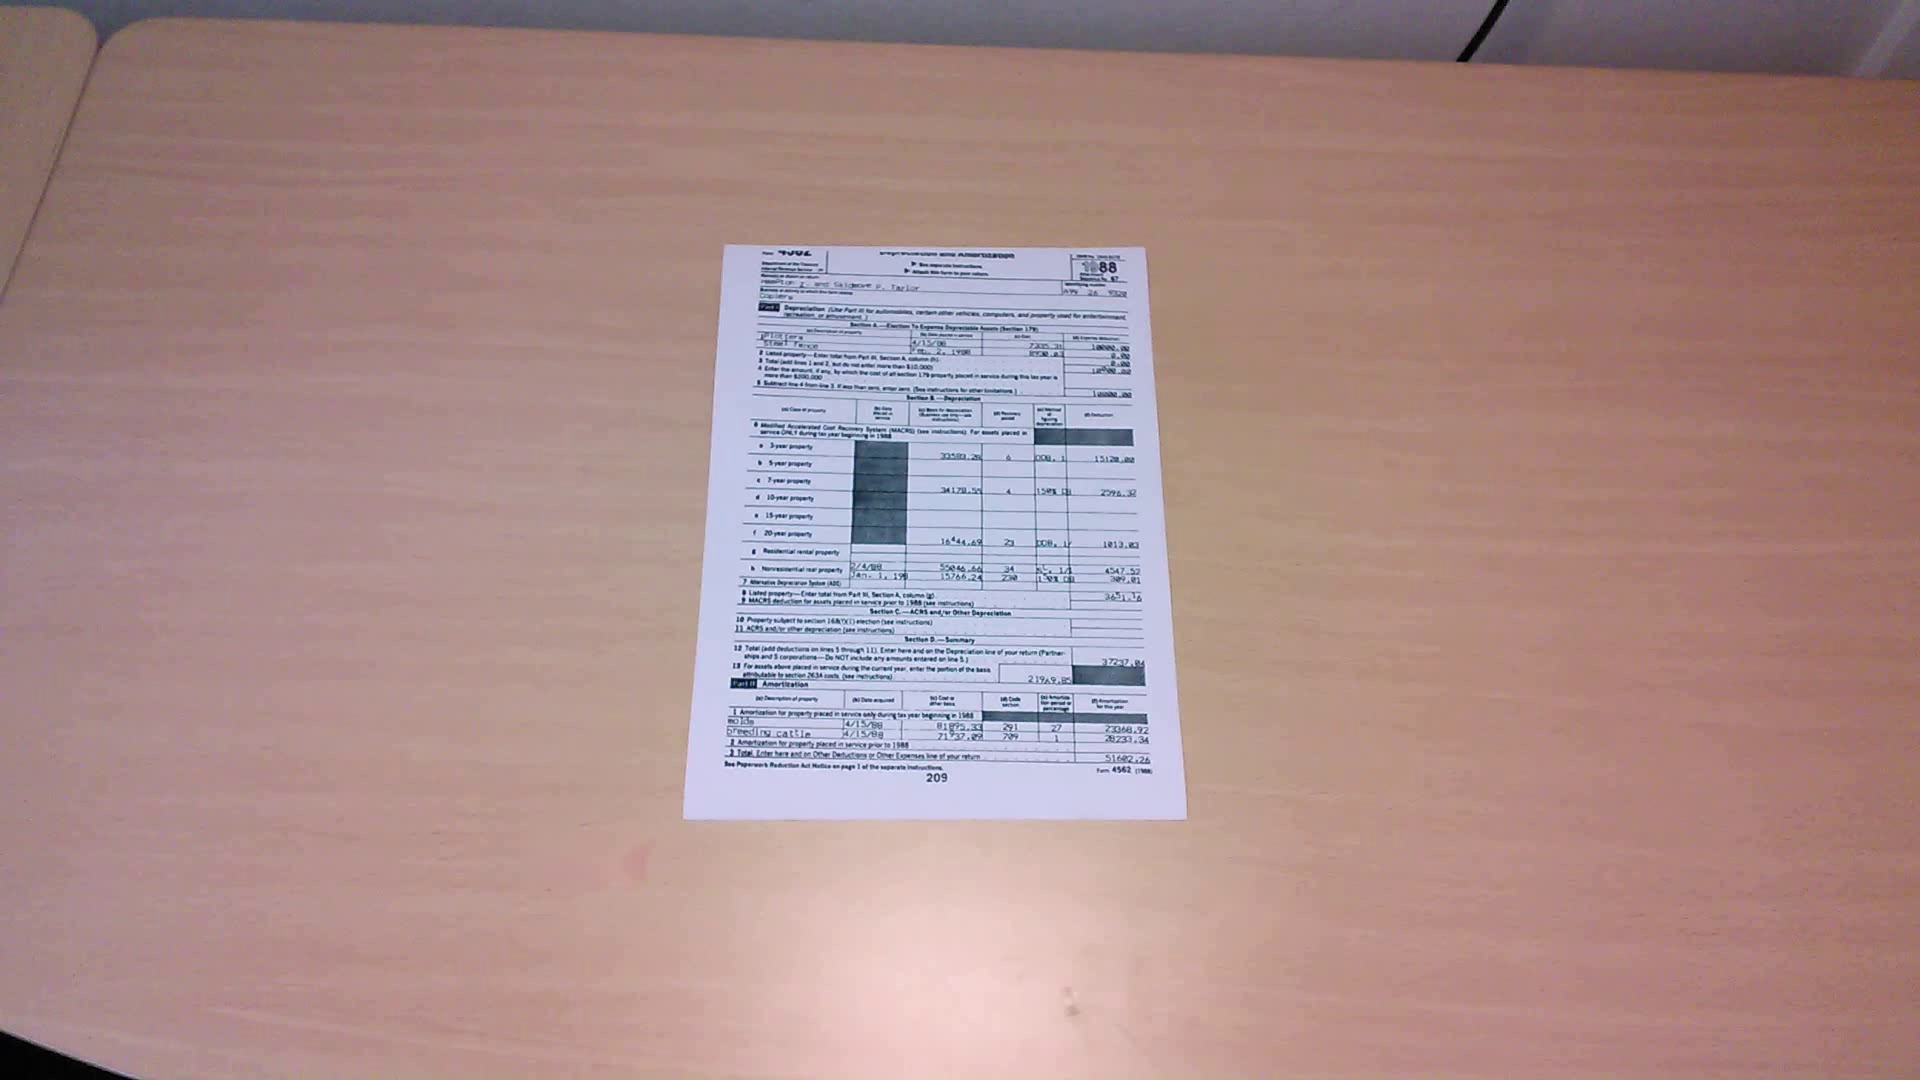 Form 4562
Depreciation and Amortization
▶ See separate instructions.
▶ Attach this form to your return.
1988
Department of the Treasury
Internal Revenue Service
Name(s) as shown on return
Identifying number
P. Taylor
Business or activity to which this form relates
Copiers
Part I Depreciation (Use Part III for automobiles, certain other vehicles, computers, and property used for entertainment, recreation, or amusement.)
Section A.—Election To Expense Depreciable Assets (Section 179)
(a) Description of property (b) Date placed in service (c) Cost (d) Expense deduction
plotters 4/15/88 10000.00
Steel fence Feb. 2, 1988 0.00
2 Listed property—Enter total from Part III, Section A, column (h) 0.00
3 Total (add lines 1 and 2, but do not enter more than $10,000) 10000.00
4 Enter the amount, if any, by which the cost of all section 179 property placed in service during this tax year is
more than $200,000
5 Subtract line 4 from line 3. If less than zero, enter zero. (See instructions for other limitations.) 10000.00
Section B.—Depreciation
(a) Class of property (b) Date placed in service (c) Basis for depreciation (Business use only—see instructions) (d) Recovery period (e) Method of figuring depreciation (f) Deduction
6 Modified Accelerated Cost Recovery System (MACRS) (see instructions): For assets placed in
service ONLY during tax year beginning in 1988
a 3-year property 6 DDB, 1 15120.00
b 5-year property
c 7-year property 34178.55 4 150% DB 2596.32
d 10-year property
e 15-year property
f 20-year property 16444.69 23 DDB, 1/ 1013.03
g Residential rental property
h Nonresidential real property 2/4/88 55046.66 34 SL, 1/1 4547.52
7 Alternative Depreciation System (ADS) Jan. 1, 198 15766.24 230 150% DB 309.01
8 Listed property—Enter total from Part III, Section A, column (g) 3651.16
9 MACRS deduction for assets placed in service prior to 1988 (see instructions)
Section C.—ACRS and/or Other Depreciation
10 Property subject to section 168(f)(1) election (see instructions)
11 ACRS and/or other depreciation (see instructions)
Section D.—Summary
12 Total (add deductions on lines 5 through 11). Enter here and on the Depreciation line of your return (Partner-
ships and S corporations—Do NOT include any amounts entered on line 5.) 37237.04
13 For assets above placed in service during the current year, enter the portion of the basis
attributable to section 263A costs. (see instructions) 21969.85
Part II Amortization
(a) Description of property (b) Date acquired (c) Cost or other basis (d) Code section (e) Amortization period or percentage (f) Amortization for this year
1 Amortization for property placed in service only during tax year beginning in 1988
molds 4/15/88 81895.33 291 27 23368.92
breeding cattle 4/15/88 71737.09 709 1 28233.34
2 Amortization for property placed in service prior to 1988
3 Total. Enter here and on Other Deductions or Other Expenses line of your return 51602.26
See Paperwork Reduction Act Notice on page 1 of the separate instructions. Form 4562 (1988)
209